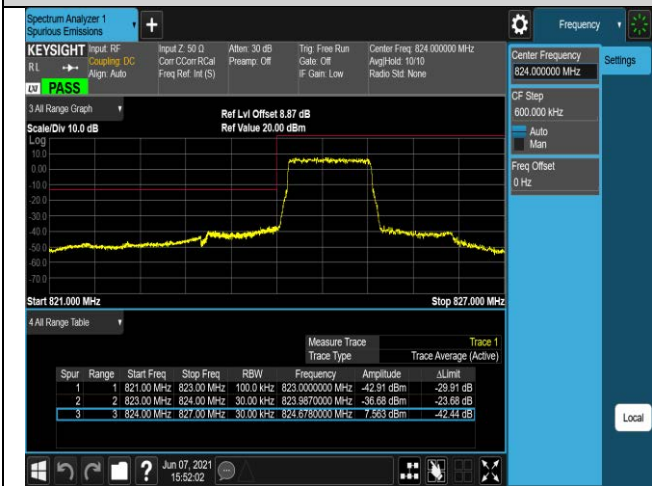 Spectrum Analyzer 1
Spurious Emissions
+
Frequency
KEYSIGHT Input: RF Input Z: 50 Ω Atten: 30 dB Trig: Free Run Center Freq: 824.000000 MHz
RL Coupling: DC Corr CCorr RCal Preamp: Off Gate: Off Avg|Hold: 10/10
Align: Auto Freq Ref: Int (S) IF Gain: Low Radio Std: None
LXI PASS
Center Frequency
824.000000 MHz
Settings
CF Step
600.000 kHz
Auto
Man
Freq Offset
0 Hz
3 All Range Graph
Ref Lvl Offset 8.87 dB
Scale/Div 10.0 dB Ref Value 20.00 dBm
Log
10.0
0.00
-10.0
-20.0
-30.0
-40.0
-50.0
-60.0
-70.0
Start 821.000 MHz Stop 827.000 MHz
4 All Range Table
Measure Trace Trace 1
Trace Type Trace Average (Active)
Spur Range Start Freq Stop Freq RBW Frequency Amplitude ΔLimit
1 1 821.00 MHz 823.00 MHz 100.0 kHz 823.0000000 MHz -42.91 dBm -29.91 dB
2 2 823.00 MHz 824.00 MHz 30.00 kHz 823.9870000 MHz -36.68 dBm -23.68 dB
3 3 824.00 MHz 827.00 MHz 30.00 kHz 824.6780000 MHz 7.563 dBm -42.44 dB
Local
?
Jun 07, 2021
15:52:02